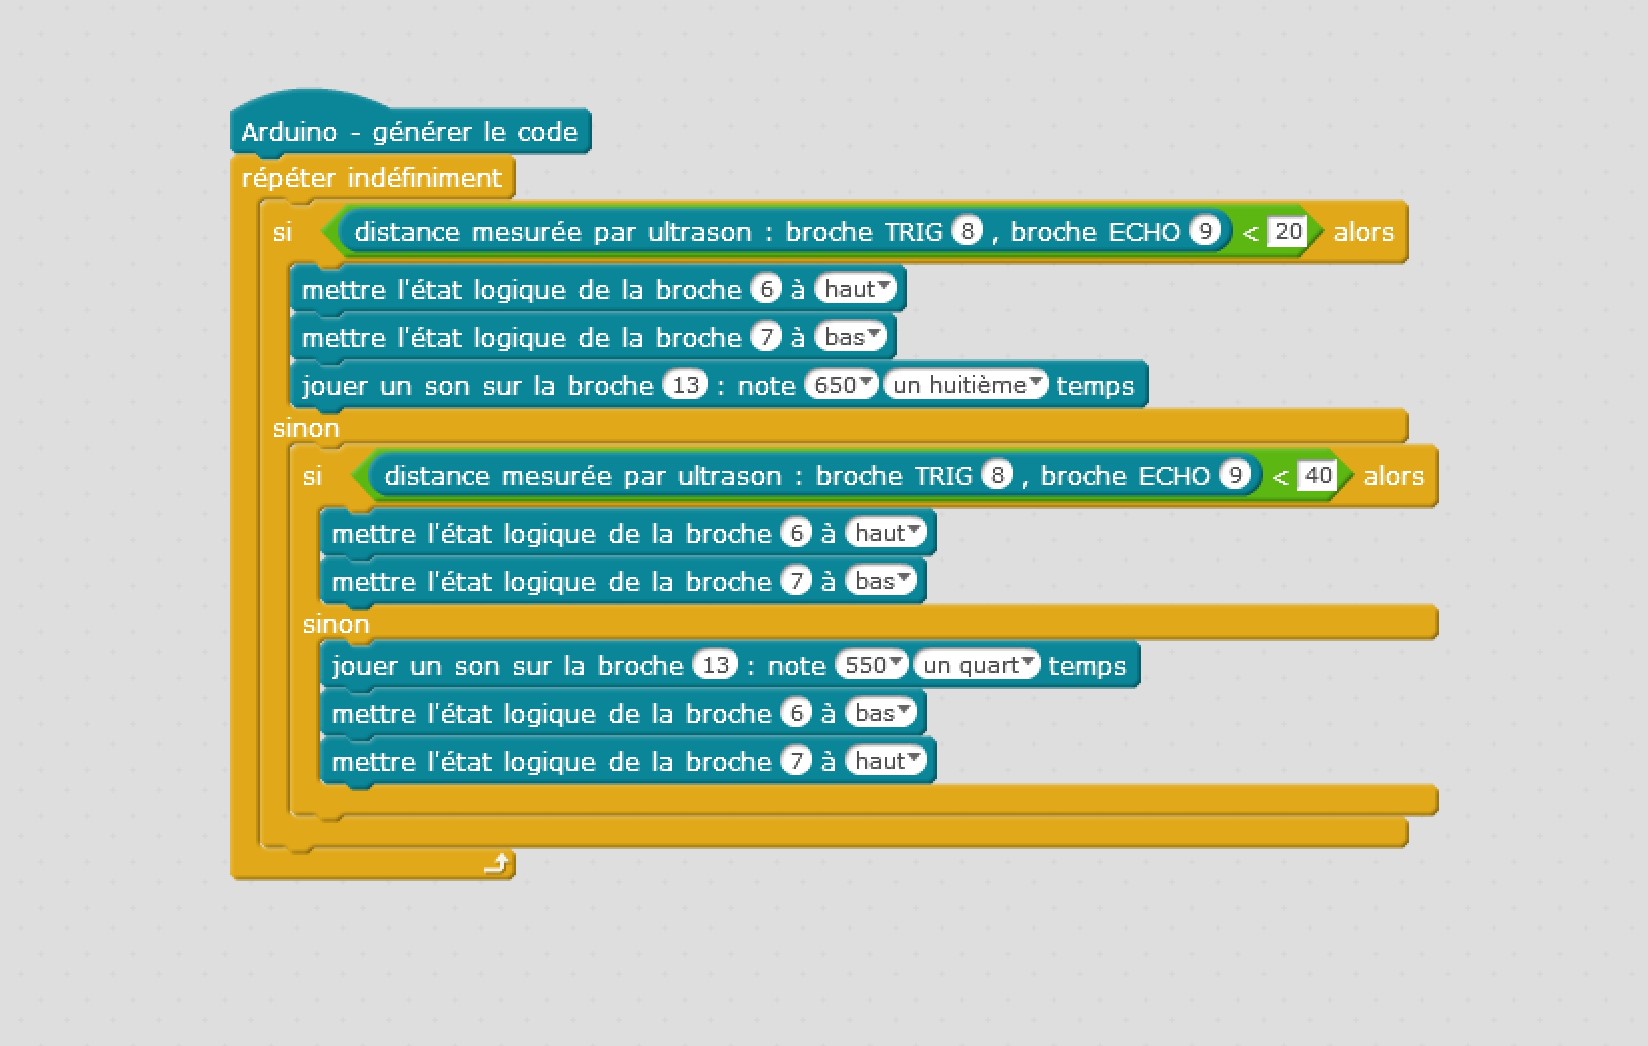 Arduino - générer le code
répéter indéfiniment
si distance mesurée par ultrason : broche TRIG 8 , broche ECHO 9 < 20 alors
mettre l'état logique de la broche 6 à haut
mettre l'état logique de la broche 7 à bas
jouer un son sur la broche 13 : note 650 un huitième temps
sinon
si distance mesurée par ultrason : broche TRIG 8 , broche ECHO 9 < 40 alors
mettre l'état logique de la broche 6 à haut
mettre l'état logique de la broche 7 à bas
sinon
jouer un son sur la broche 13 : note 550 un quart temps
mettre l'état logique de la broche 6 à bas
mettre l'état logique de la broche 7 à haut